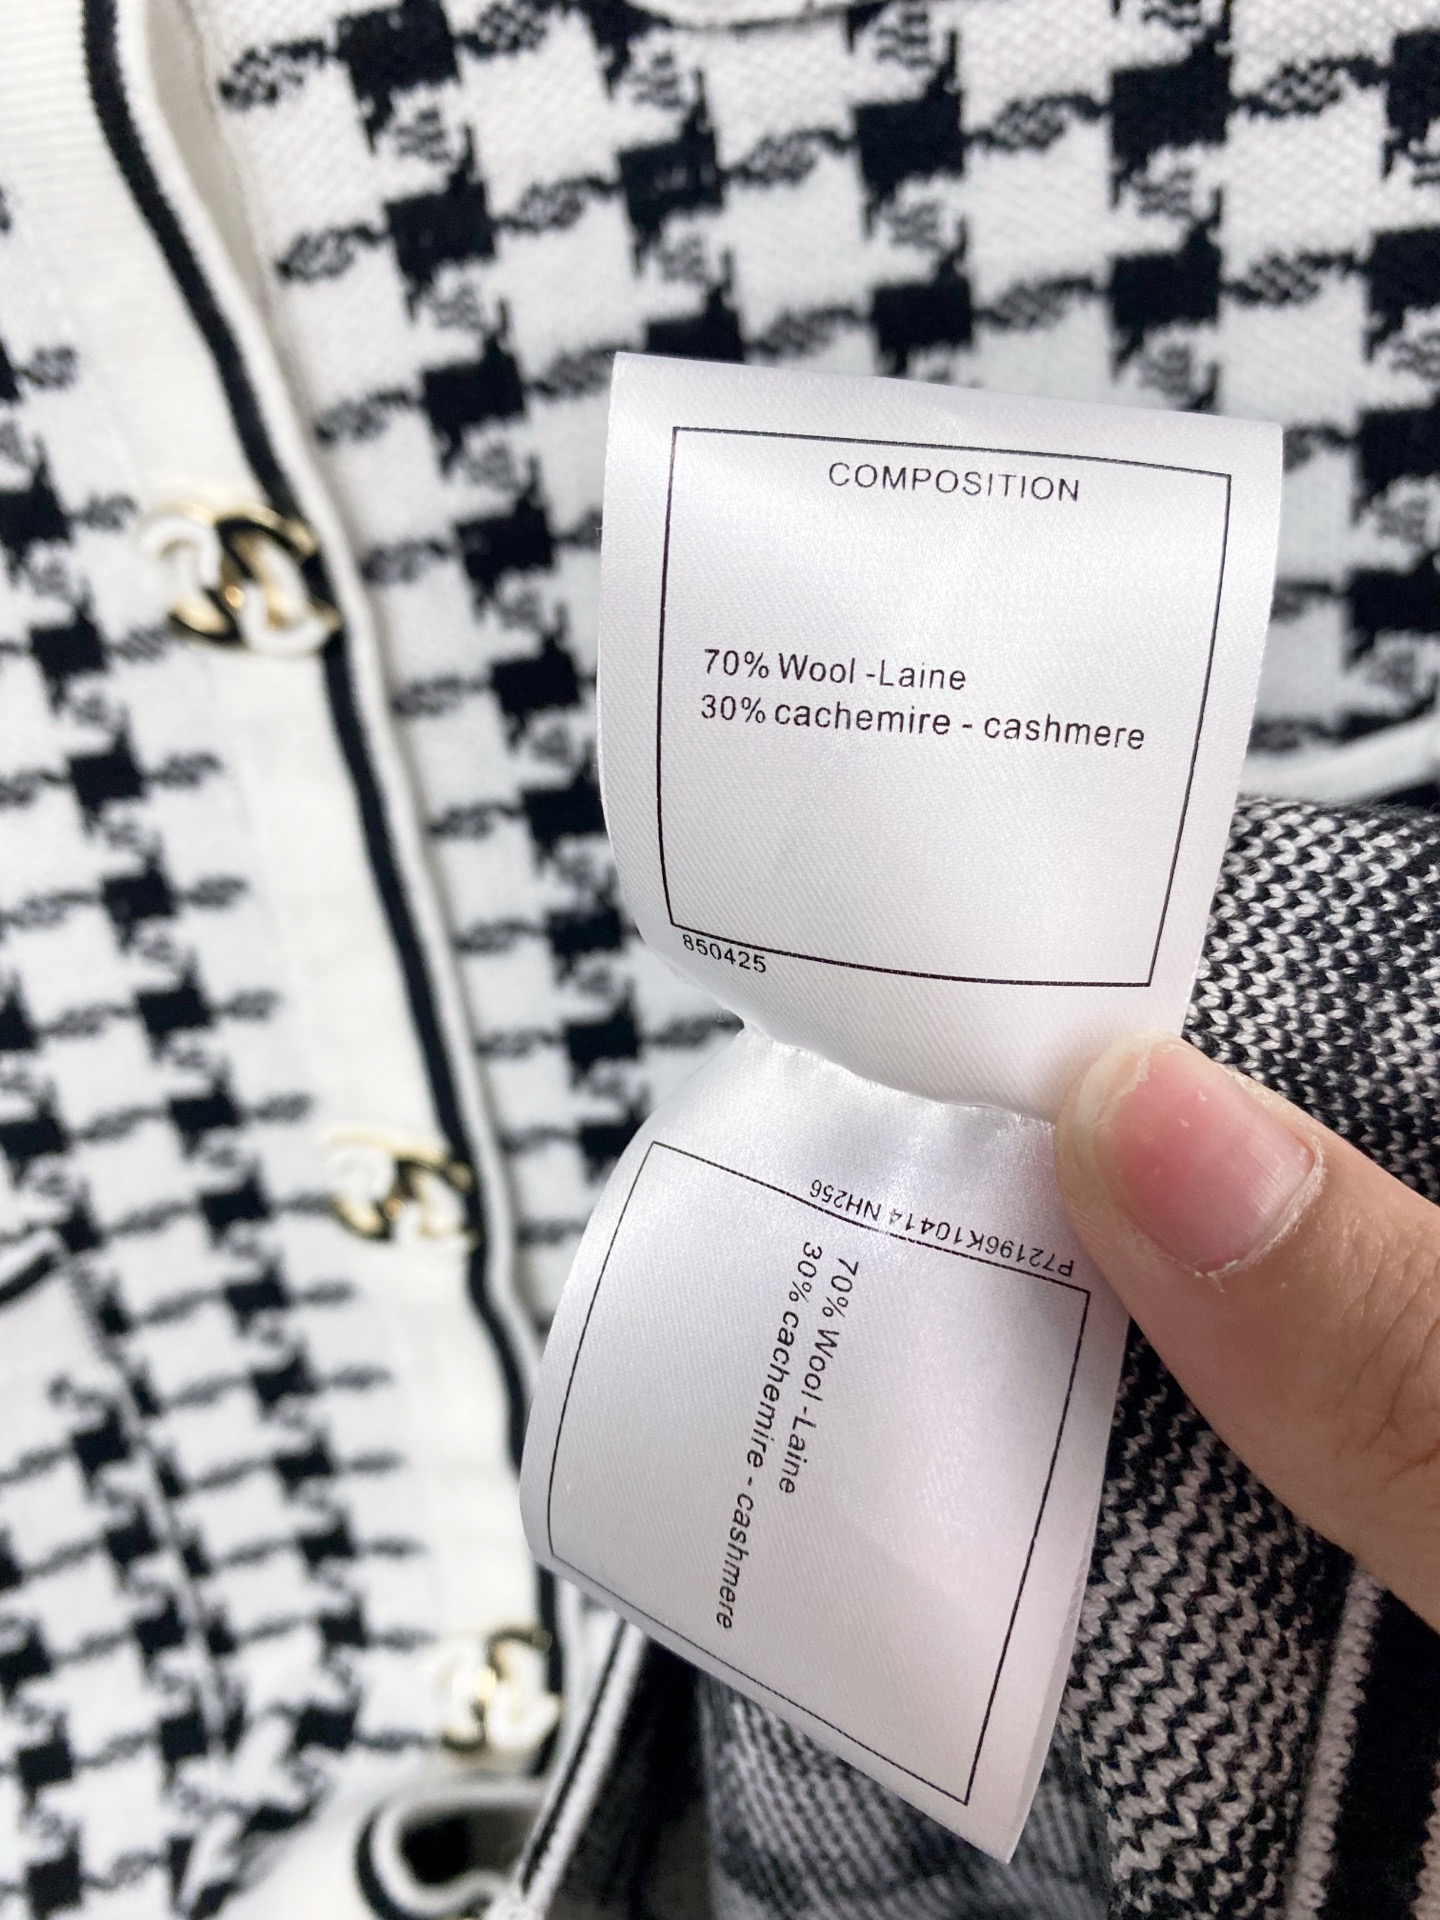 COMPOSITION
70% Wool -Laine
30% cachemire - cashmere
850425
P72196K10414 NH256
70% Wool -Laine
30% cachemire - cashmere